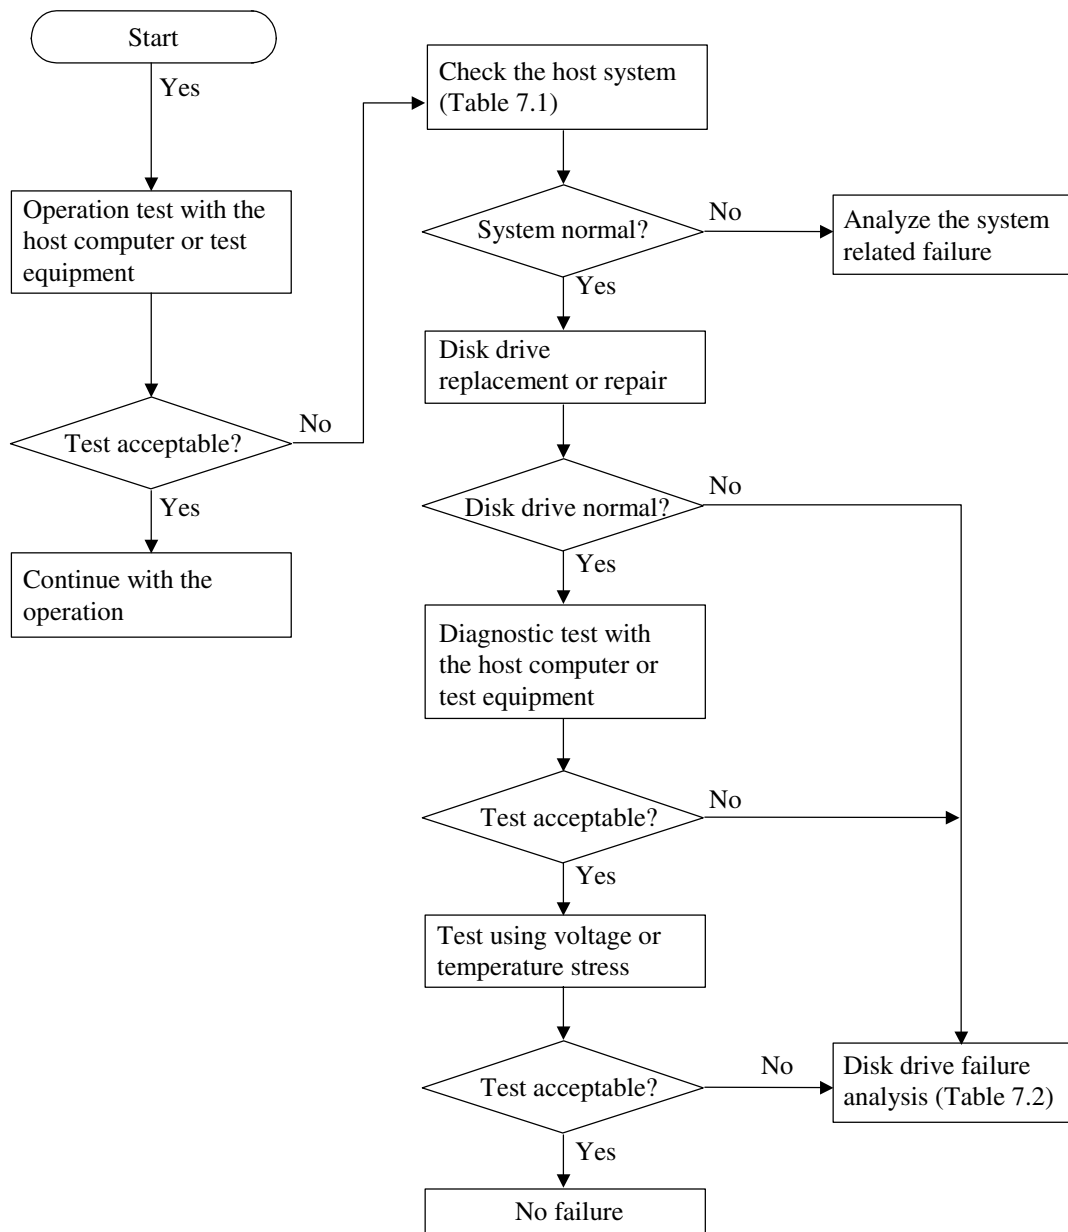 Start
Yes
Operation test with the
host computer or test
equipment
Test acceptable?
No
Yes
Continue with the
operation
Check the host system
(Table 7.1)
System normal?
No
Analyze the system
related failure
Yes
Disk drive
replacement or repair
Disk drive normal?
No
Yes
Diagnostic test with
the host computer or
test equipment
Test acceptable?
No
Yes
Test using voltage or
temperature stress
Test acceptable?
No
Disk drive failure
analysis (Table 7.2)
Yes
No failure